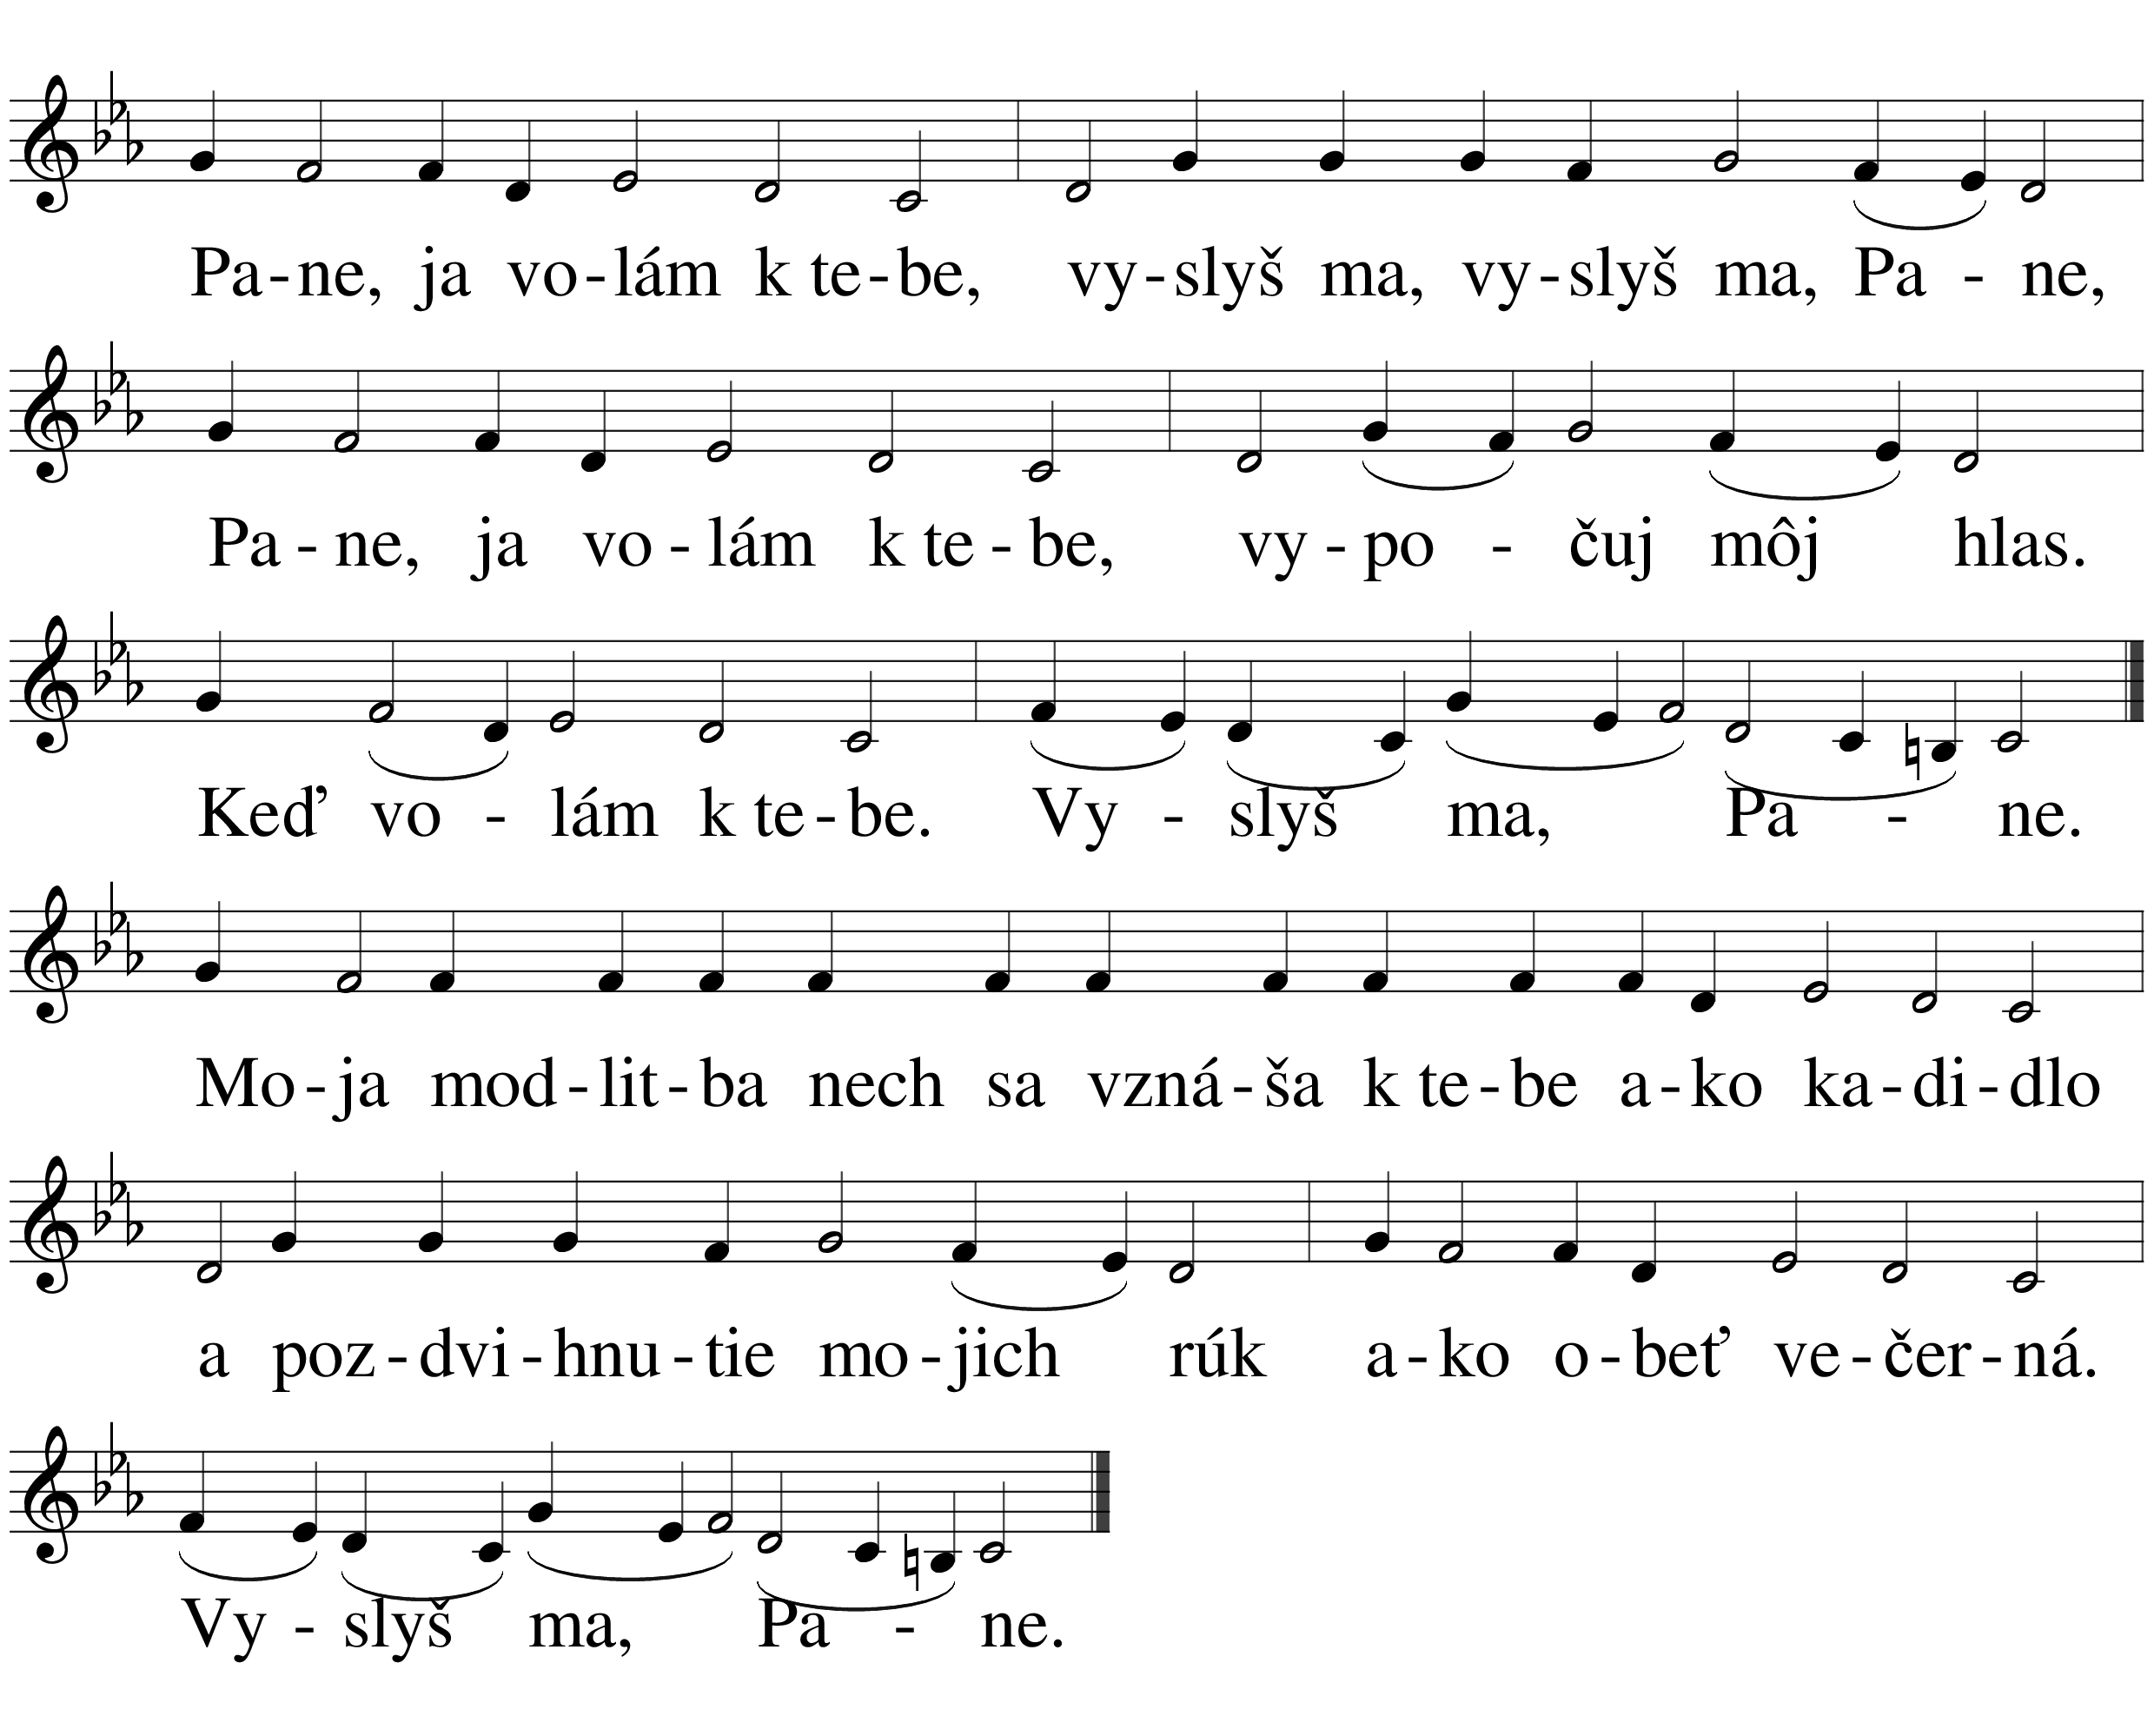 Pa-ne, ja vo-lám k te-be, vy-slyš ma, vy-slyš ma, Pa - ne,
Pa - ne, ja vo - lám k te - be, vy - po - čuj môj hlas.
Keď vo - lám k te - be. Vy - slyš ma, Pa - ne.
Mo - ja mod - lit - ba nech sa vzná - ša k te - be a - ko ka - di - dlo
a poz - dvi - hnu - tie mo - jich rúk a - ko o - beť ve - čer - ná.
Vy - slyš ma, Pa - ne.